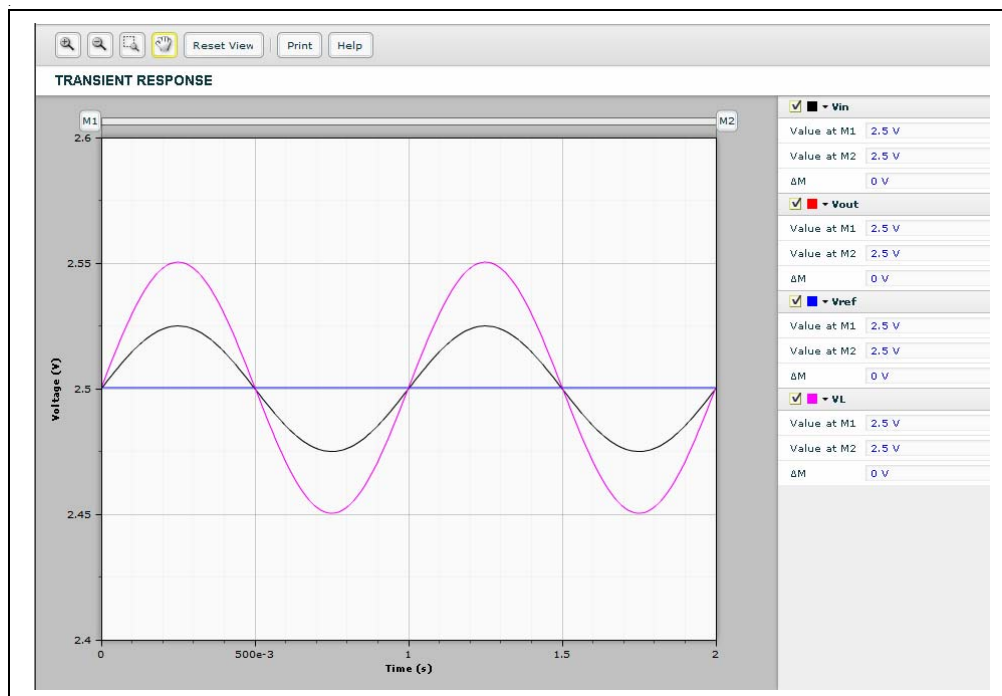 Reset View Print Help
TRANSIENT RESPONSE
M1 M2
2.6
2.55
2.5
2.45
2.4
Voltage (V)
0 500e-3 1 1.5 2
Time (s)
Vin
Value at M1 2.5 V
Value at M2 2.5 V
ΔM 0 V
Vout
Value at M1 2.5 V
Value at M2 2.5 V
ΔM 0 V
Vref
Value at M1 2.5 V
Value at M2 2.5 V
ΔM 0 V
VL
Value at M1 2.5 V
Value at M2 2.5 V
ΔM 0 V